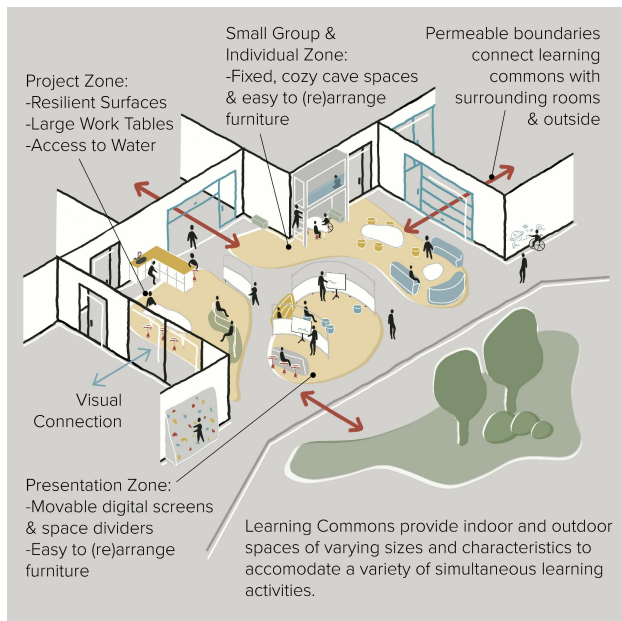 Small Group &
Individual Zone:
-Fixed, cozy cave spaces
& easy to (re)arrange
furniture
Permeable boundaries
connect learning
commons with
surrounding rooms
& outside
Project Zone:
-Resilient Surfaces
-Large Work Tables
-Access to Water
Visual
Connection
Presentation Zone:
-Movable digital screens
& space dividers
-Easy to (re)arrange
furniture
Learning Commons provide indoor and outdoor
spaces of varying sizes and characteristics to
accomodate a variety of simultaneous learning
activities.